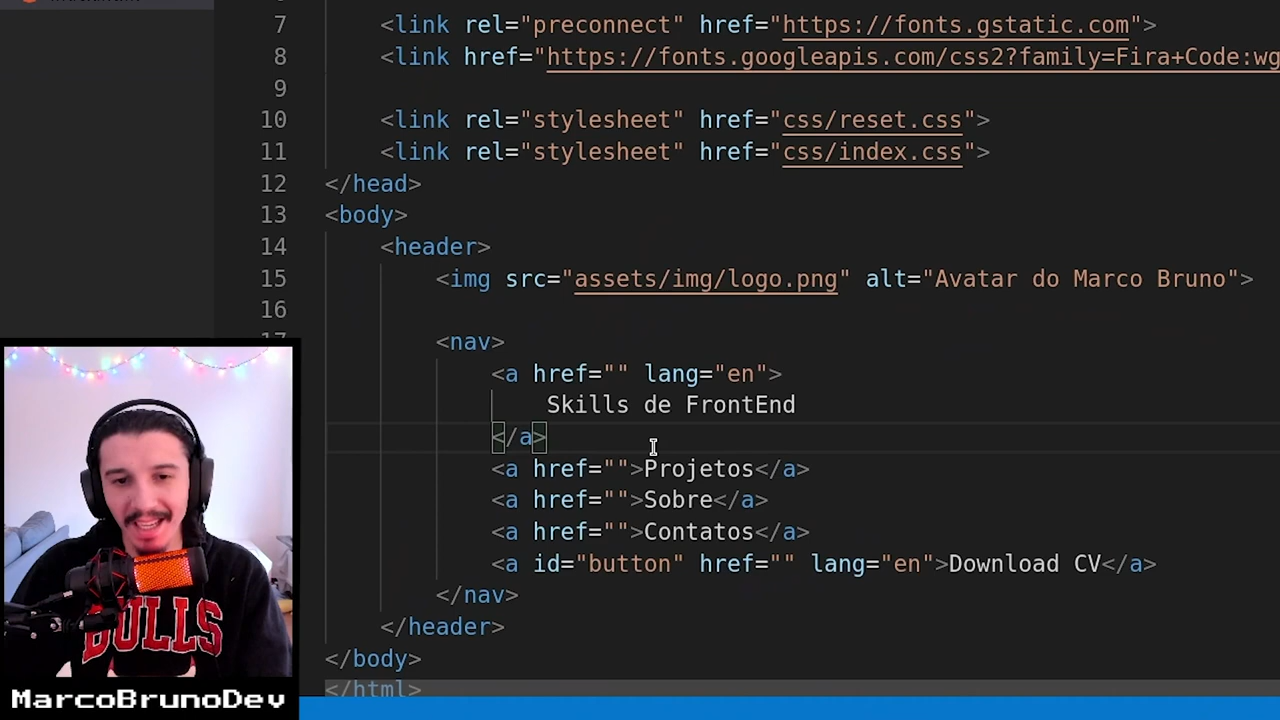 7 <link rel="preconnect" href="https://fonts.gstatic.com">
8 <link href="https://fonts.googleapis.com/css2?family=Fira+Code:wg
9
10 <link rel="stylesheet" href="css/reset.css">
11 <link rel="stylesheet" href="css/index.css">
12 </head>
13 <body>
14 <header>
15 <img src="assets/img/logo.png" alt="Avatar do Marco Bruno">
16
<nav>
<a href="" lang="en">
Skills de FrontEnd
</a>
<a href="">Projetos</a>
<a href="">Sobre</a>
<a href="">Contatos</a>
<a id="button" href="" lang="en">Download CV</a>
</nav>
</header>
</body>
</html>
BULLS
MarcoBrunoDev